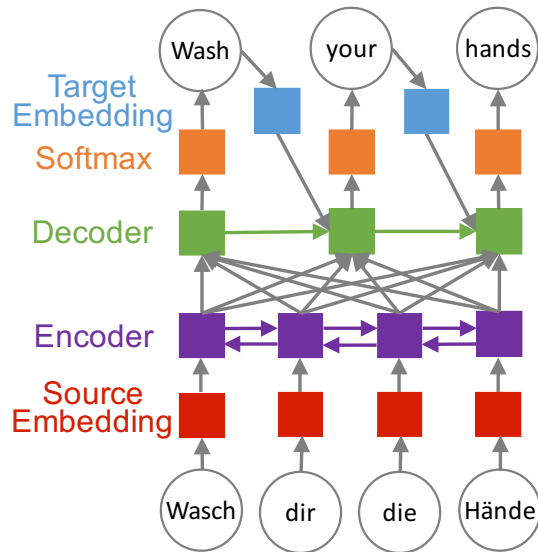 Wash your hands
Target
Embedding
Softmax
Decoder
Encoder
Source
Embedding
Wasch dir die Hände